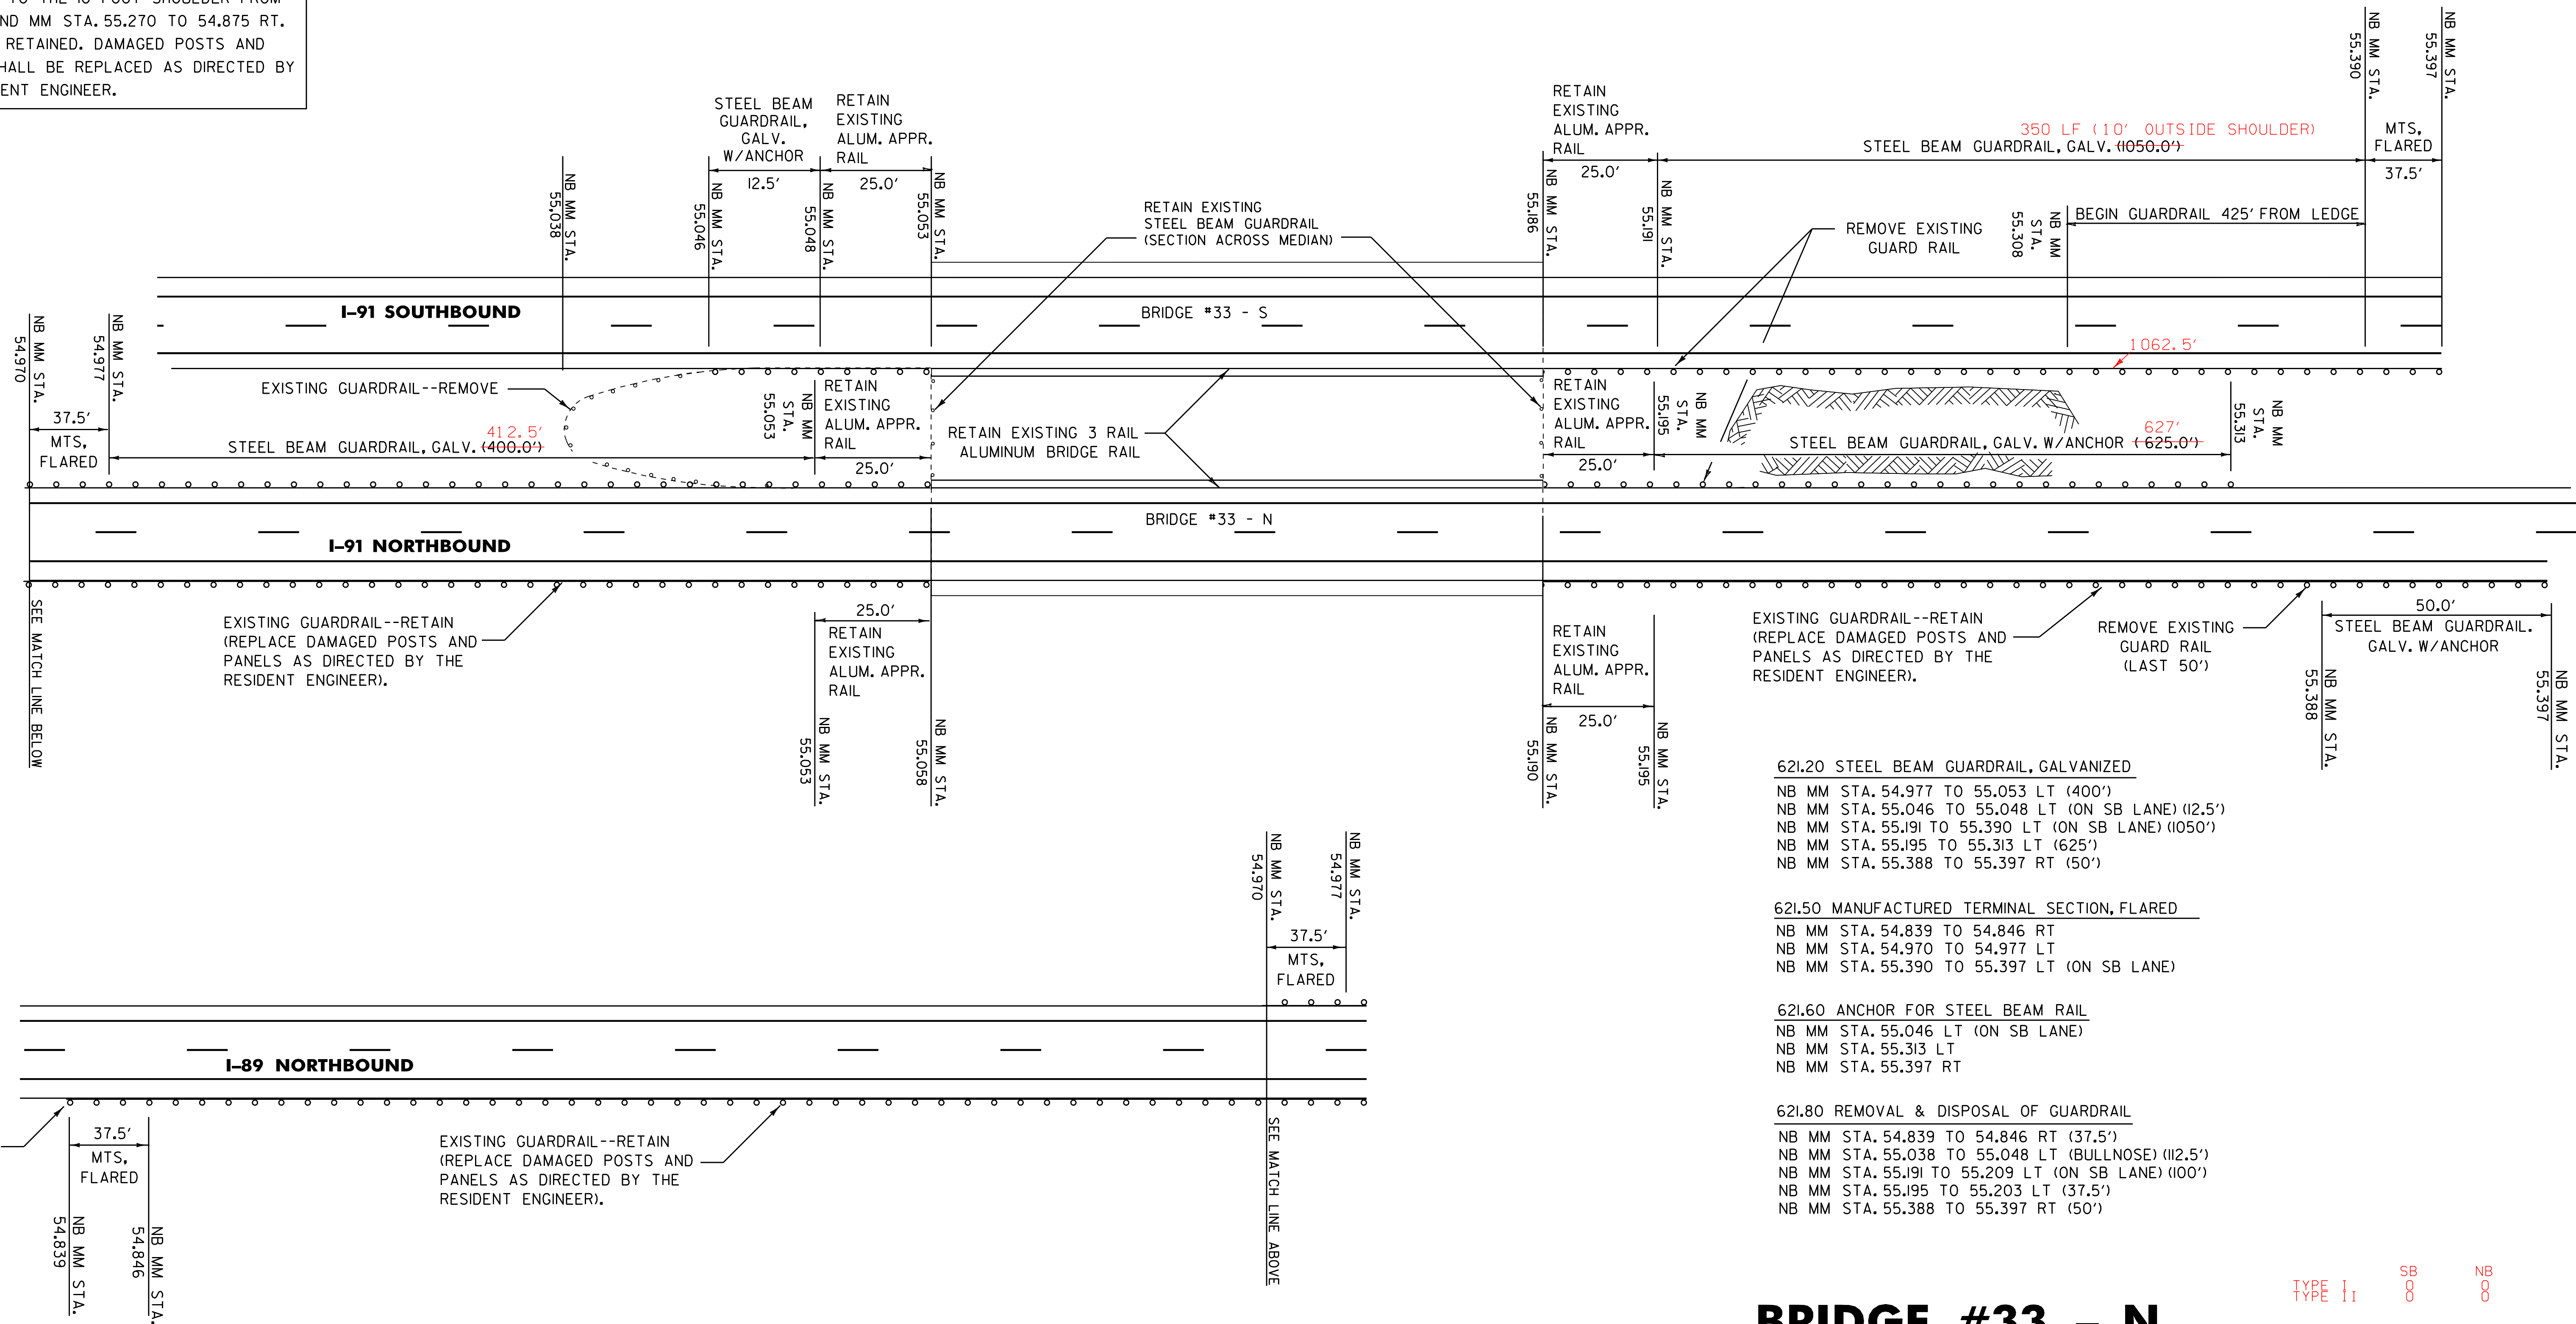 TO THE 10 FOOT SHOULDER FROM
ND MM STA. 55.270 TO 54.875 RT.
RETAINED. DAMAGED POSTS AND
HALL BE REPLACED AS DIRECTED BY
ENT ENGINEER.
NB MM STA.
55.390
NB MM STA.
55.397
STEEL BEAM
GUARDRAIL,
GALV.
W/ANCHOR
12.5'
RETAIN
EXISTING
ALUM. APPR.
RAIL
25.0'
RETAIN
EXISTING
ALUM. APPR.
RAIL
25.0'
350 LF (10' OUTSIDE SHOULDER)
STEEL BEAM GUARDRAIL, GALV. (1050.0')
MTS,
FLARED
37.5'
NB MM STA.
55.038
NB MM STA.
55.046
NB MM STA.
55.048
NB MM STA.
55.053
RETAIN EXISTING
STEEL BEAM GUARDRAIL
(SECTION ACROSS MEDIAN)
NB MM STA.
55.186
NB MM STA.
55.191
REMOVE EXISTING
GUARD RAIL
NB MM
STA.
55.308
BEGIN GUARDRAIL 425' FROM LEDGE
I-91 SOUTHBOUND
BRIDGE #33 - S
1062.5'
NB MM STA.
54.970
NB MM STA.
54.977
EXISTING GUARDRAIL--REMOVE
37.5'
MTS,
FLARED
412.5'
STEEL BEAM GUARDRAIL, GALV. (400.0')
NB MM
STA.
55.053
RETAIN
EXISTING
ALUM. APPR.
RAIL
25.0'
RETAIN EXISTING 3 RAIL
ALUMINUM BRIDGE RAIL
RETAIN
EXISTING
ALUM. APPR.
RAIL
25.0'
NB MM
STA.
55.195
627'
STEEL BEAM GUARDRAIL, GALV. W/ANCHOR (625.0')
NB MM
STA.
55.313
BRIDGE #33 - N
I-91 NORTHBOUND
SEE MATCH LINE BELOW
EXISTING GUARDRAIL--RETAIN
(REPLACE DAMAGED POSTS AND
PANELS AS DIRECTED BY THE
RESIDENT ENGINEER).
25.0'
RETAIN
EXISTING
ALUM. APPR.
RAIL
NB MM STA.
55.053
NB MM STA.
55.058
RETAIN
EXISTING
ALUM. APPR.
RAIL
25.0'
NB MM STA.
55.190
NB MM STA.
55.195
EXISTING GUARDRAIL--RETAIN
(REPLACE DAMAGED POSTS AND
PANELS AS DIRECTED BY THE
RESIDENT ENGINEER).
REMOVE EXISTING
GUARD RAIL
(LAST 50')
50.0'
STEEL BEAM GUARDRAIL.
GALV. W/ANCHOR
NB MM STA.
55.388
NB MM STA.
55.397
621.20 STEEL BEAM GUARDRAIL, GALVANIZED
NB MM STA. 54.977 TO 55.053 LT (400')
NB MM STA. 55.046 TO 55.048 LT (ON SB LANE) (12.5')
NB MM STA. 55.191 TO 55.390 LT (ON SB LANE) (1050')
NB MM STA. 55.195 TO 55.313 LT (625')
NB MM STA. 55.388 TO 55.397 RT (50')
621.50 MANUFACTURED TERMINAL SECTION, FLARED
NB MM STA. 54.839 TO 54.846 RT
NB MM STA. 54.970 TO 54.977 LT
NB MM STA. 55.390 TO 55.397 LT (ON SB LANE)
621.60 ANCHOR FOR STEEL BEAM RAIL
NB MM STA. 55.046 LT (ON SB LANE)
NB MM STA. 55.313 LT
NB MM STA. 55.397 RT
621.80 REMOVAL & DISPOSAL OF GUARDRAIL
NB MM STA. 54.839 TO 54.846 RT (37.5')
NB MM STA. 55.038 TO 55.048 LT (BULLNOSE) (112.5')
NB MM STA. 55.191 TO 55.209 LT (ON SB LANE) (100')
NB MM STA. 55.195 TO 55.203 LT (37.5')
NB MM STA. 55.388 TO 55.397 RT (50')
NB MM STA.
54.970
NB MM STA.
54.977
37.5'
MTS,
FLARED
I-89 NORTHBOUND
37.5'
MTS,
FLARED
NB MM STA.
54.839
NB MM STA.
54.846
EXISTING GUARDRAIL--RETAIN
(REPLACE DAMAGED POSTS AND
PANELS AS DIRECTED BY THE
RESIDENT ENGINEER).
SEE MATCH LINE ABOVE
SB NB
TYPE I 0 0
TYPE II 0 0
BRIDGE #33 - N